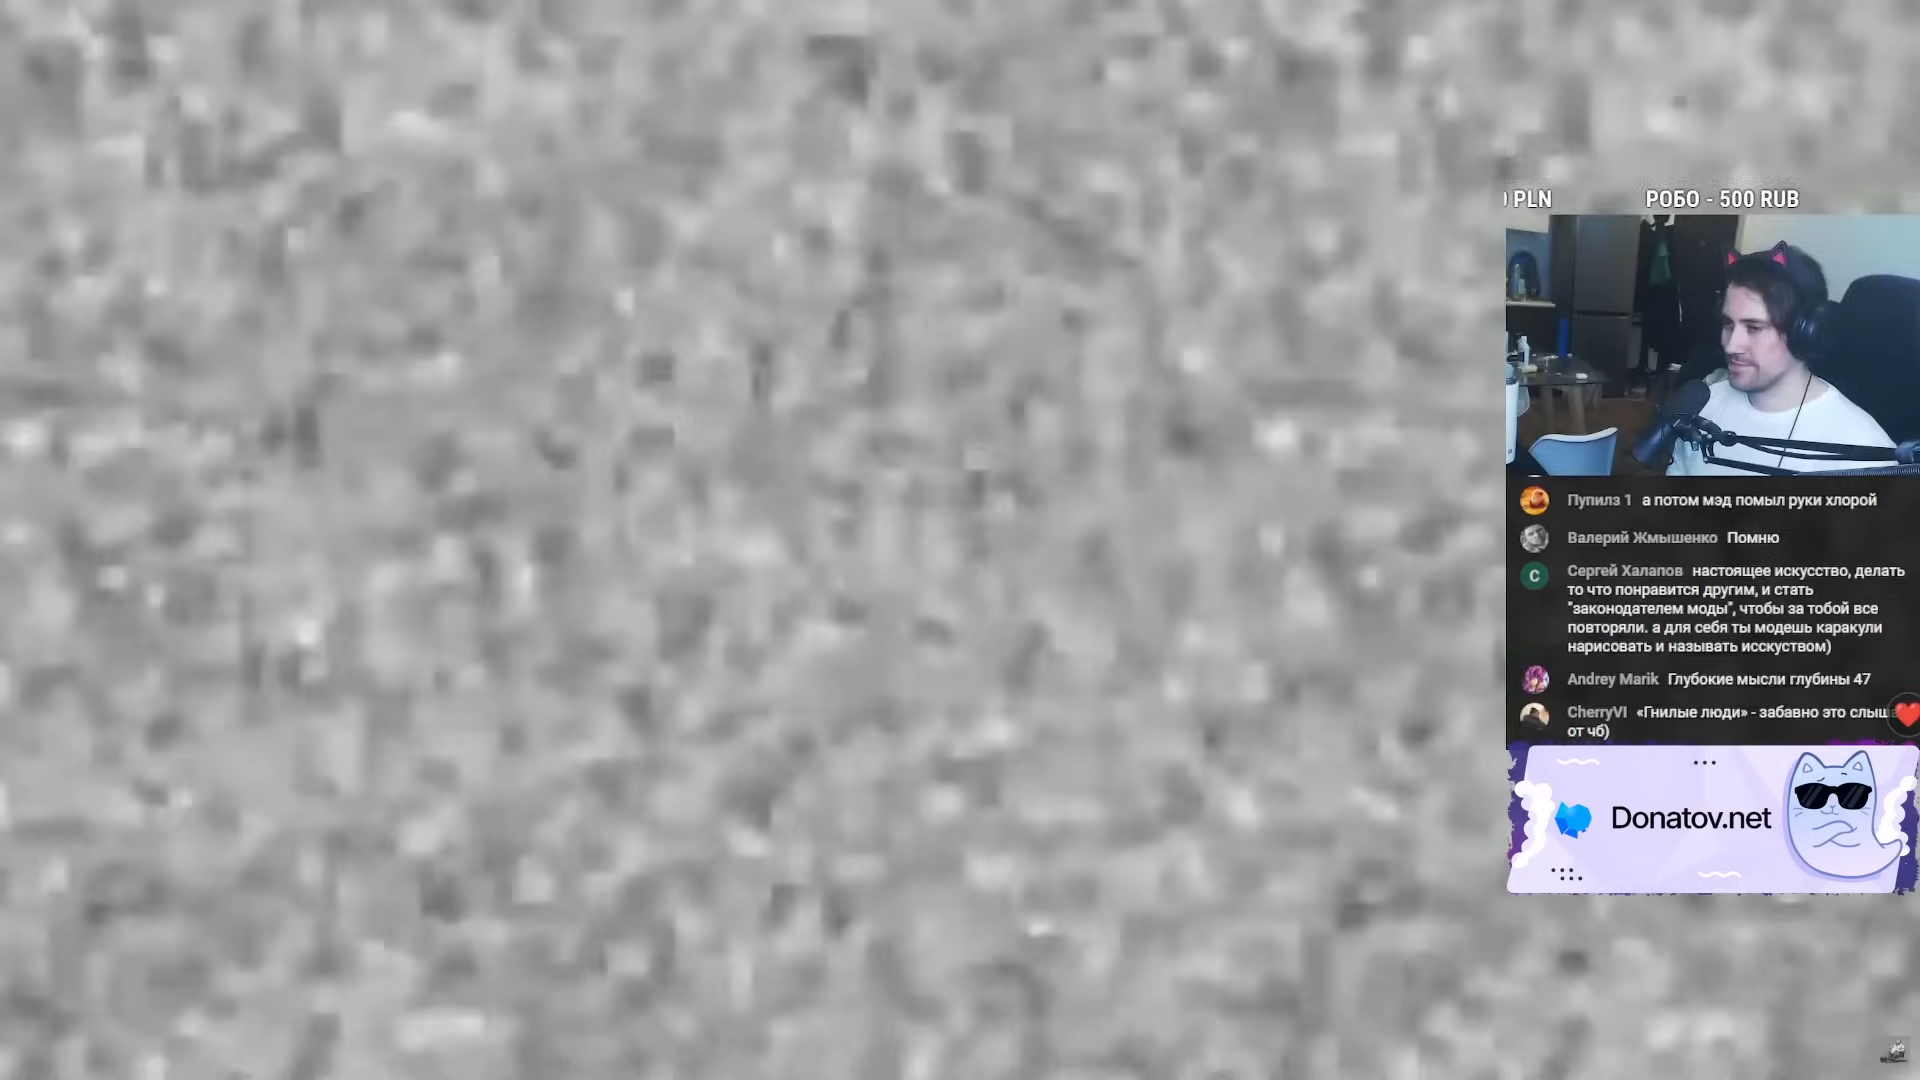 PLN
РОБО - 500 RUB
Пупилз 1 а потом мэд помыл руки хлорой
Валерий Жмышенко Помню
С
Сергей Халапов настоящее искусство, делать
то что понравится другим, и стать
"законодателем моды", чтобы за тобой все
повторяли. а для себя ты модешь каракули
нарисовать и называть исскуством)
Andrey Marik Глубокие мысли глубины 47
CherryVI «Гнилые люди» - забавно это
от чб)
Donatov.net